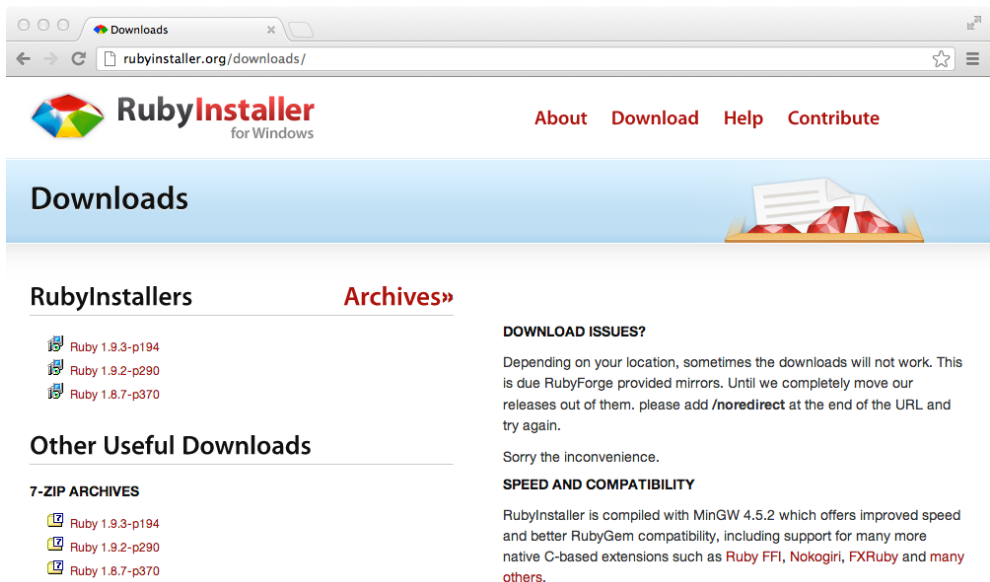 Downloads
rubyinstaller.org/downloads/
RubyInstaller
for Windows
About Download Help Contribute
Downloads
RubyInstallers Archives»
Ruby 1.9.3-p194
Ruby 1.9.2-p290
Ruby 1.8.7-p370
Other Useful Downloads
7-ZIP ARCHIVES
Ruby 1.9.3-p194
Ruby 1.9.2-p290
Ruby 1.8.7-p370
DOWNLOAD ISSUES?
Depending on your location, sometimes the downloads will not work. This
is due RubyForge provided mirrors. Until we completely move our
releases out of them. please add /noredirect at the end of the URL and
try again.
Sorry the inconvenience.
SPEED AND COMPATIBILITY
RubyInstaller is compiled with MinGW 4.5.2 which offers improved speed
and better RubyGem compatibility, including support for many more
native C-based extensions such as Ruby FFI, Nokogiri, FXRuby and many
others.